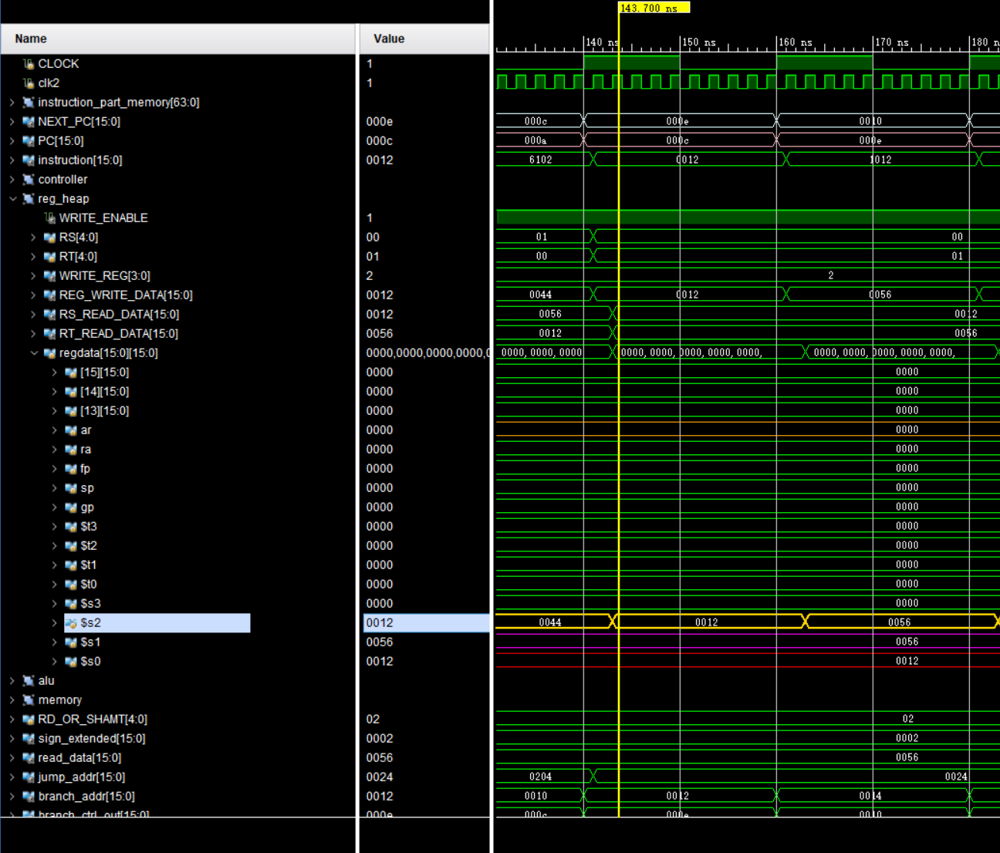 143.700 ns
Name Value 140 ns 150 ns 160 ns 170 ns 180 n
CLOCK 1
clk2 1
instruction_part_memory[63:0]
NEXT_PC[15:0] 000e 000c 000e 0010
PC[15:0] 000c 000a 000c 000e
instruction[15:0] 0012 6102 0012 1012
controller
reg_heap
WRITE_ENABLE 1
RS[4:0] 00 01 00
RT[4:0] 01 00 01
WRITE_REG[3:0] 2 2
REG_WRITE_DATA[15:0] 0012 0044 0012 0056
RS_READ_DATA[15:0] 0012 0056 0012
RT_READ_DATA[15:0] 0056 0012 0056
regdata[15:0][15:0] 0000,0000,0000,0000,0 0000, 0000, 0000 0000, 0000, 0000, 0000, 0000, 0000, 0000, 0000, 0000, 0000,
[15][15:0] 0000 0000
[14][15:0] 0000 0000
[13][15:0] 0000 0000
ar 0000 0000
ra 0000 0000
fp 0000 0000
sp 0000 0000
gp 0000 0000
$t3 0000 0000
$t2 0000 0000
$t1 0000 0000
$t0 0000 0000
$s3 0000 0000
$s2 0012 0044 0012 0056
$s1 0056 0056
$s0 0012 0012
alu
memory
RD_OR_SHAMT[4:0] 02 02
sign_extended[15:0] 0002 0002
read_data[15:0] 0056 0056
jump_addr[15:0] 0024 0204 0024
branch_addr[15:0] 0012 0010 0012 0014
branch_ctrl_out[15:0] 000e 000c 000e 0010